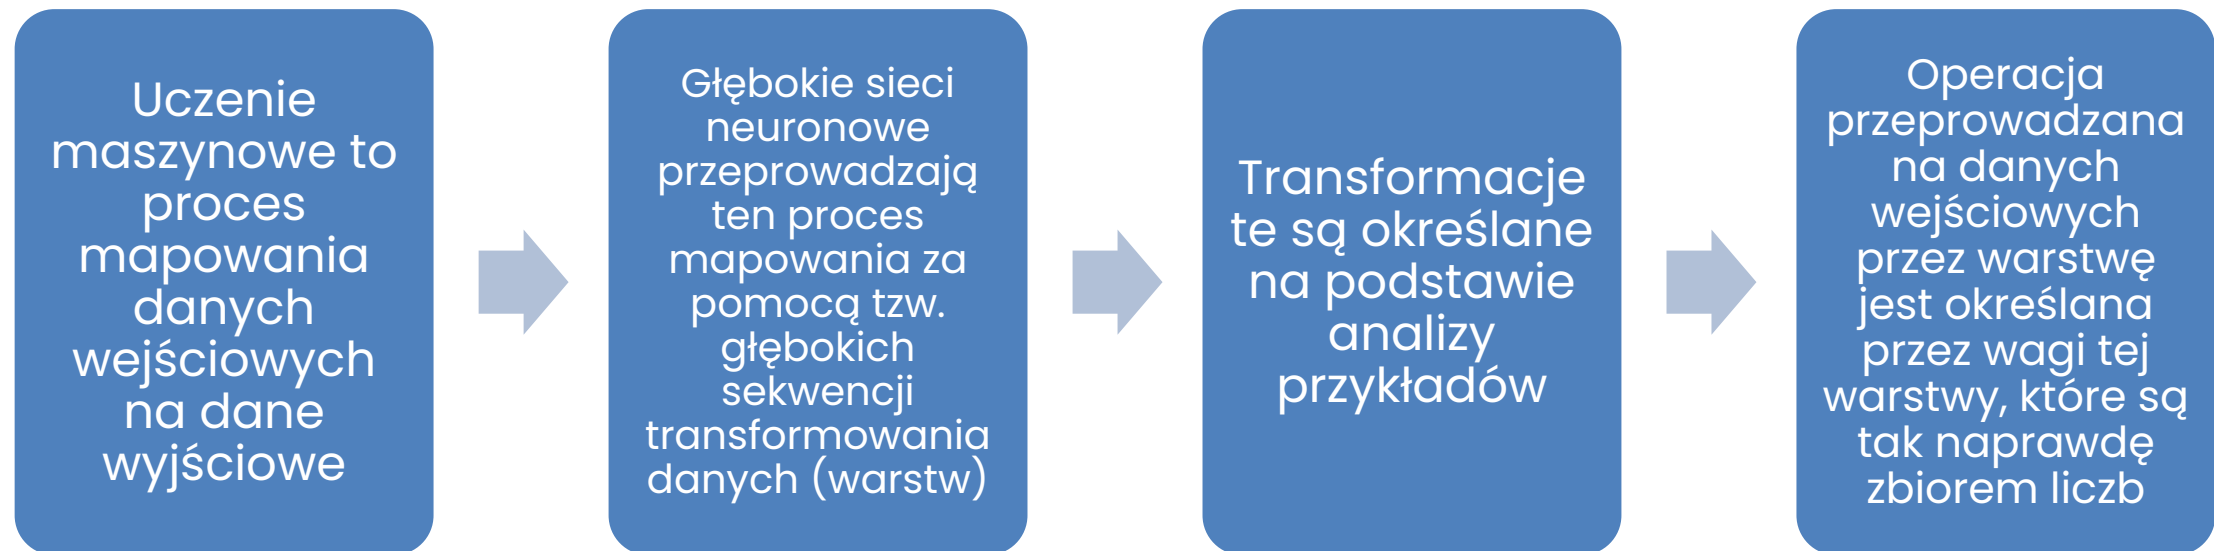 Uczenie
maszynowe to
proces
mapowania
danych
wejściowych
na dane
wyjściowe
Głębokie sieci
neuronowe
przeprowadzają
ten proces
mapowania za
pomocą tzw.
głębokich
sekwencji
transformowania
danych (warstw)
Transformacje
te są określane
na podstawie
analizy
przykładów
Operacja
przeprowadzana
na danych
wejściowych
przez warstwę
jest określana
przez wagi tej
warstwy, które są
tak naprawdę
zbiorem liczb